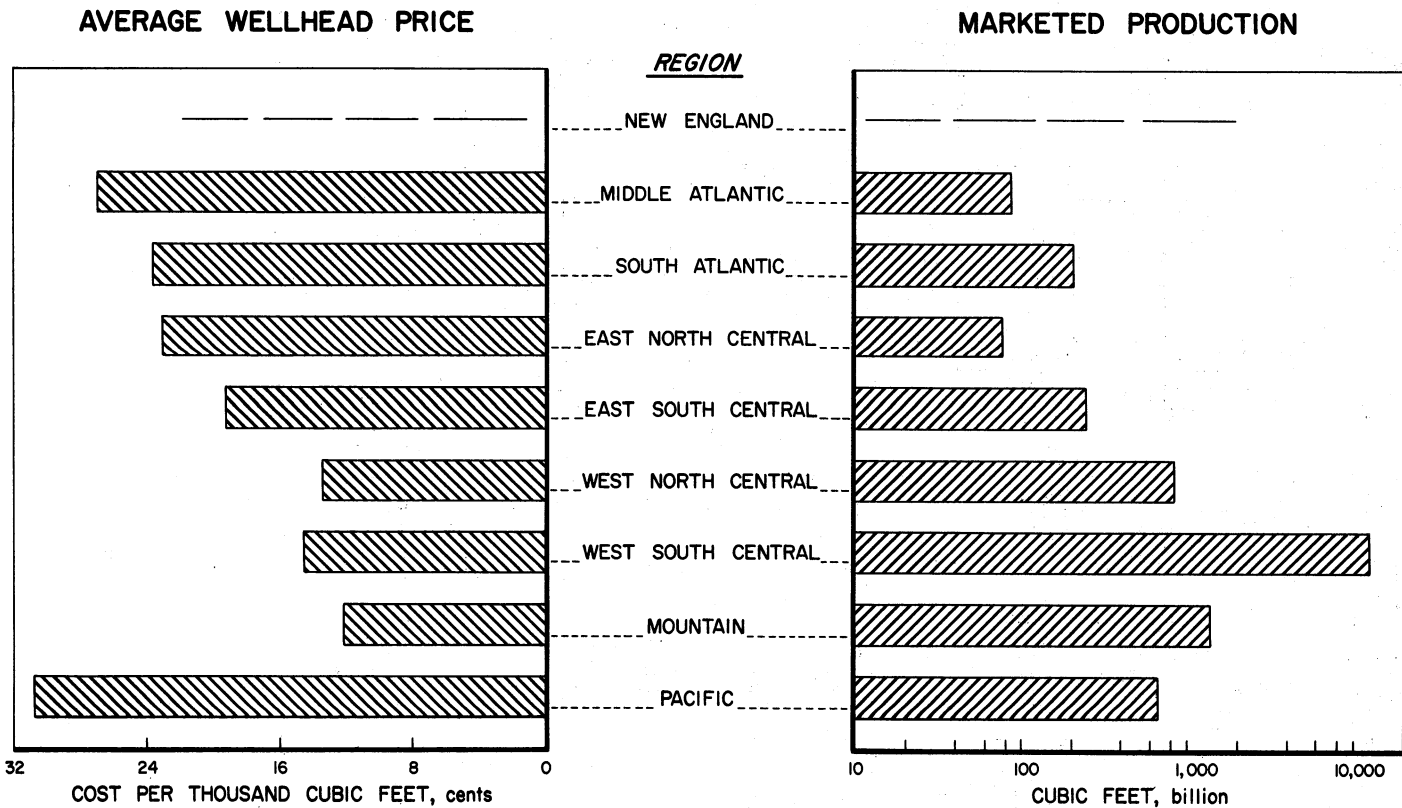 AVERAGE WELLHEAD PRICE
MARKETED PRODUCTION
REGION
NEW ENGLAND
MIDDLE ATLANTIC
SOUTH ATLANTIC
EAST NORTH CENTRAL
EAST SOUTH CENTRAL
WEST NORTH CENTRAL
WEST SOUTH CENTRAL
MOUNTAIN
PACIFIC
32 24 16 8 0
COST PER THOUSAND CUBIC FEET, cents
10 100 1,000 10,000
CUBIC FEET, billion